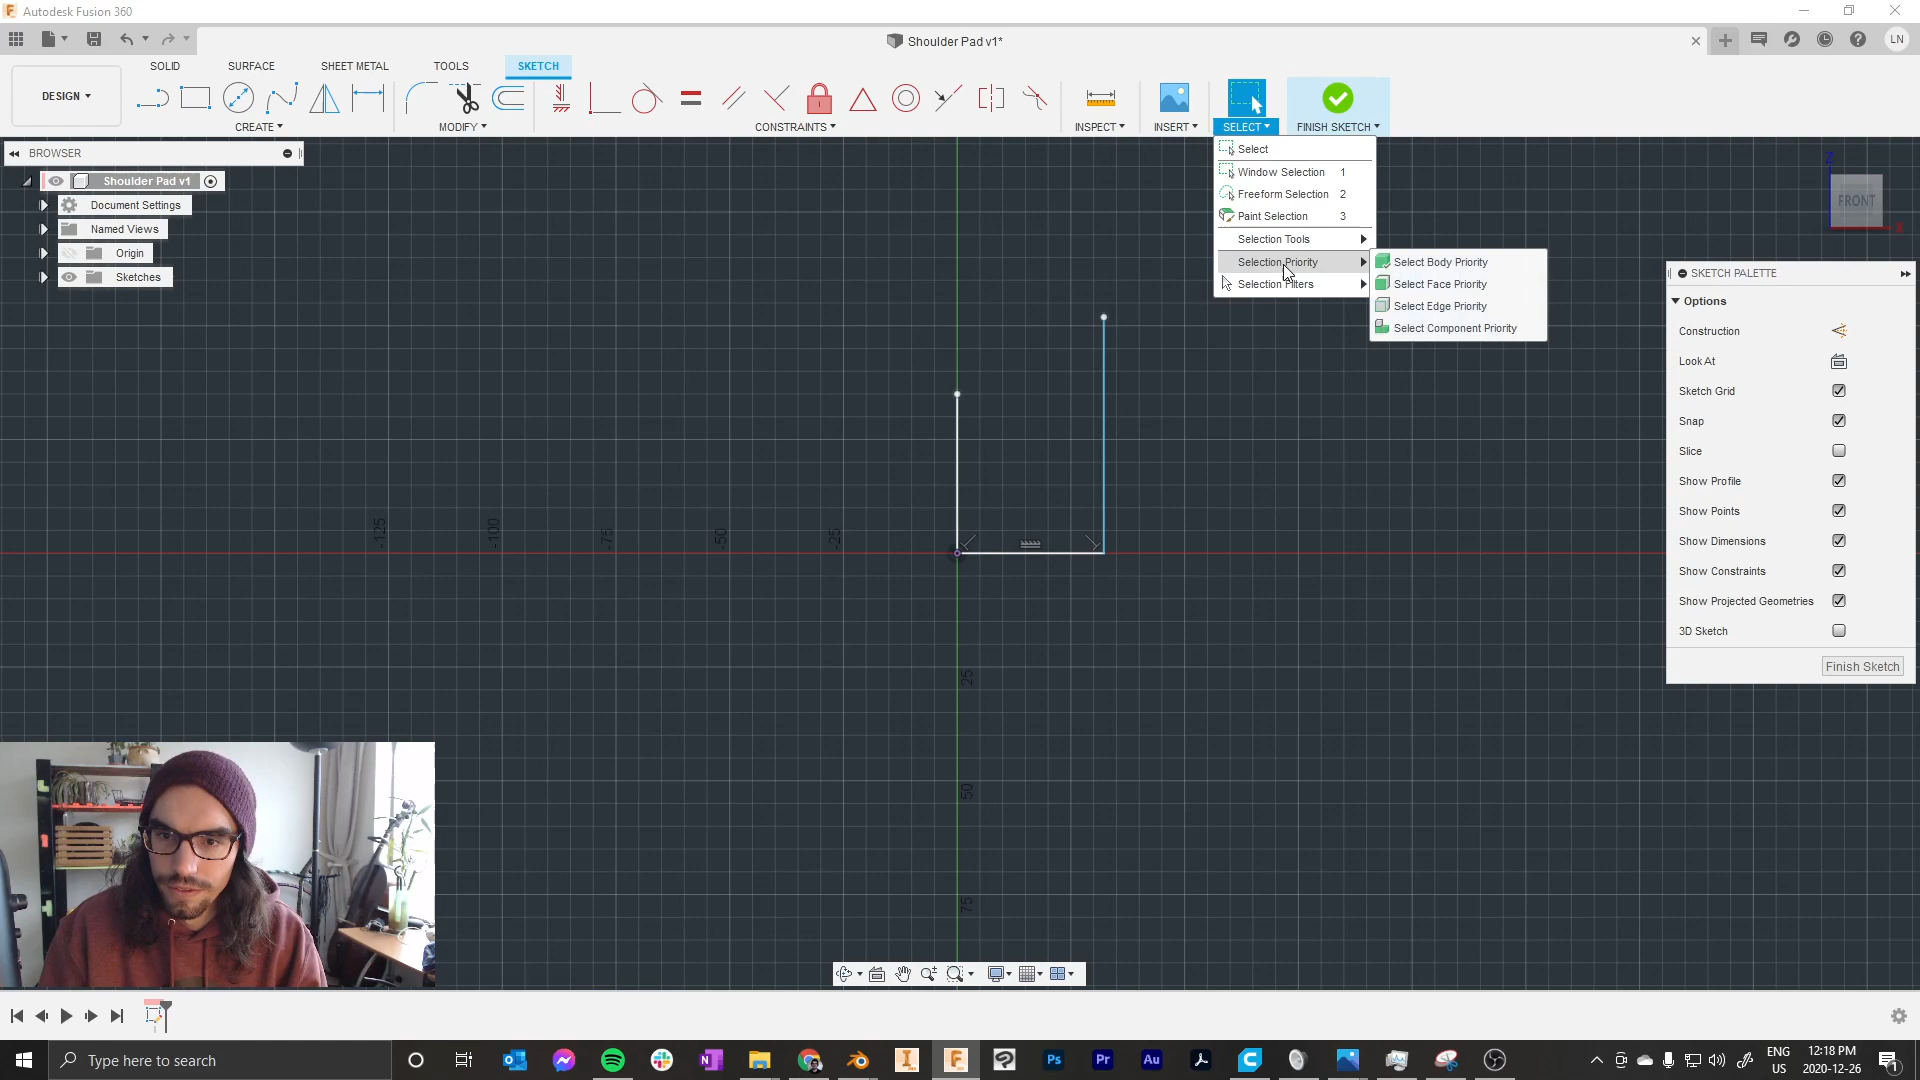 Autodesk Fusion 360
Shoulder Pad v1*
LN
DESIGN
SOLID
SURFACE
SHEET METAL
TOOLS
SKETCH
CREATE
MODIFY
CONSTRAINTS
INSPECT
INSERT
SELECT
FINISH SKETCH
BROWSER
Shoulder Pad v1
Document Settings
Named Views
Origin
Sketches
Select
Window Selection 1
Freeform Selection 2
Paint Selection 3
Selection Tools
Selection Priority
Selection Filters
Select Body Priority
Select Face Priority
Select Edge Priority
Select Component Priority
Z
FRONT
X
SKETCH PALETTE
Options
Construction
Look At
Sketch Grid
Snap
Slice
Show Profile
Show Points
Show Dimensions
Show Constraints
Show Projected Geometries
3D Sketch
Finish Sketch
-125
-100
-75
-50
-25
25
50
75
Type here to search
Ps
Pr
Au
ENG
US
12:18 PM
2020-12-26
1